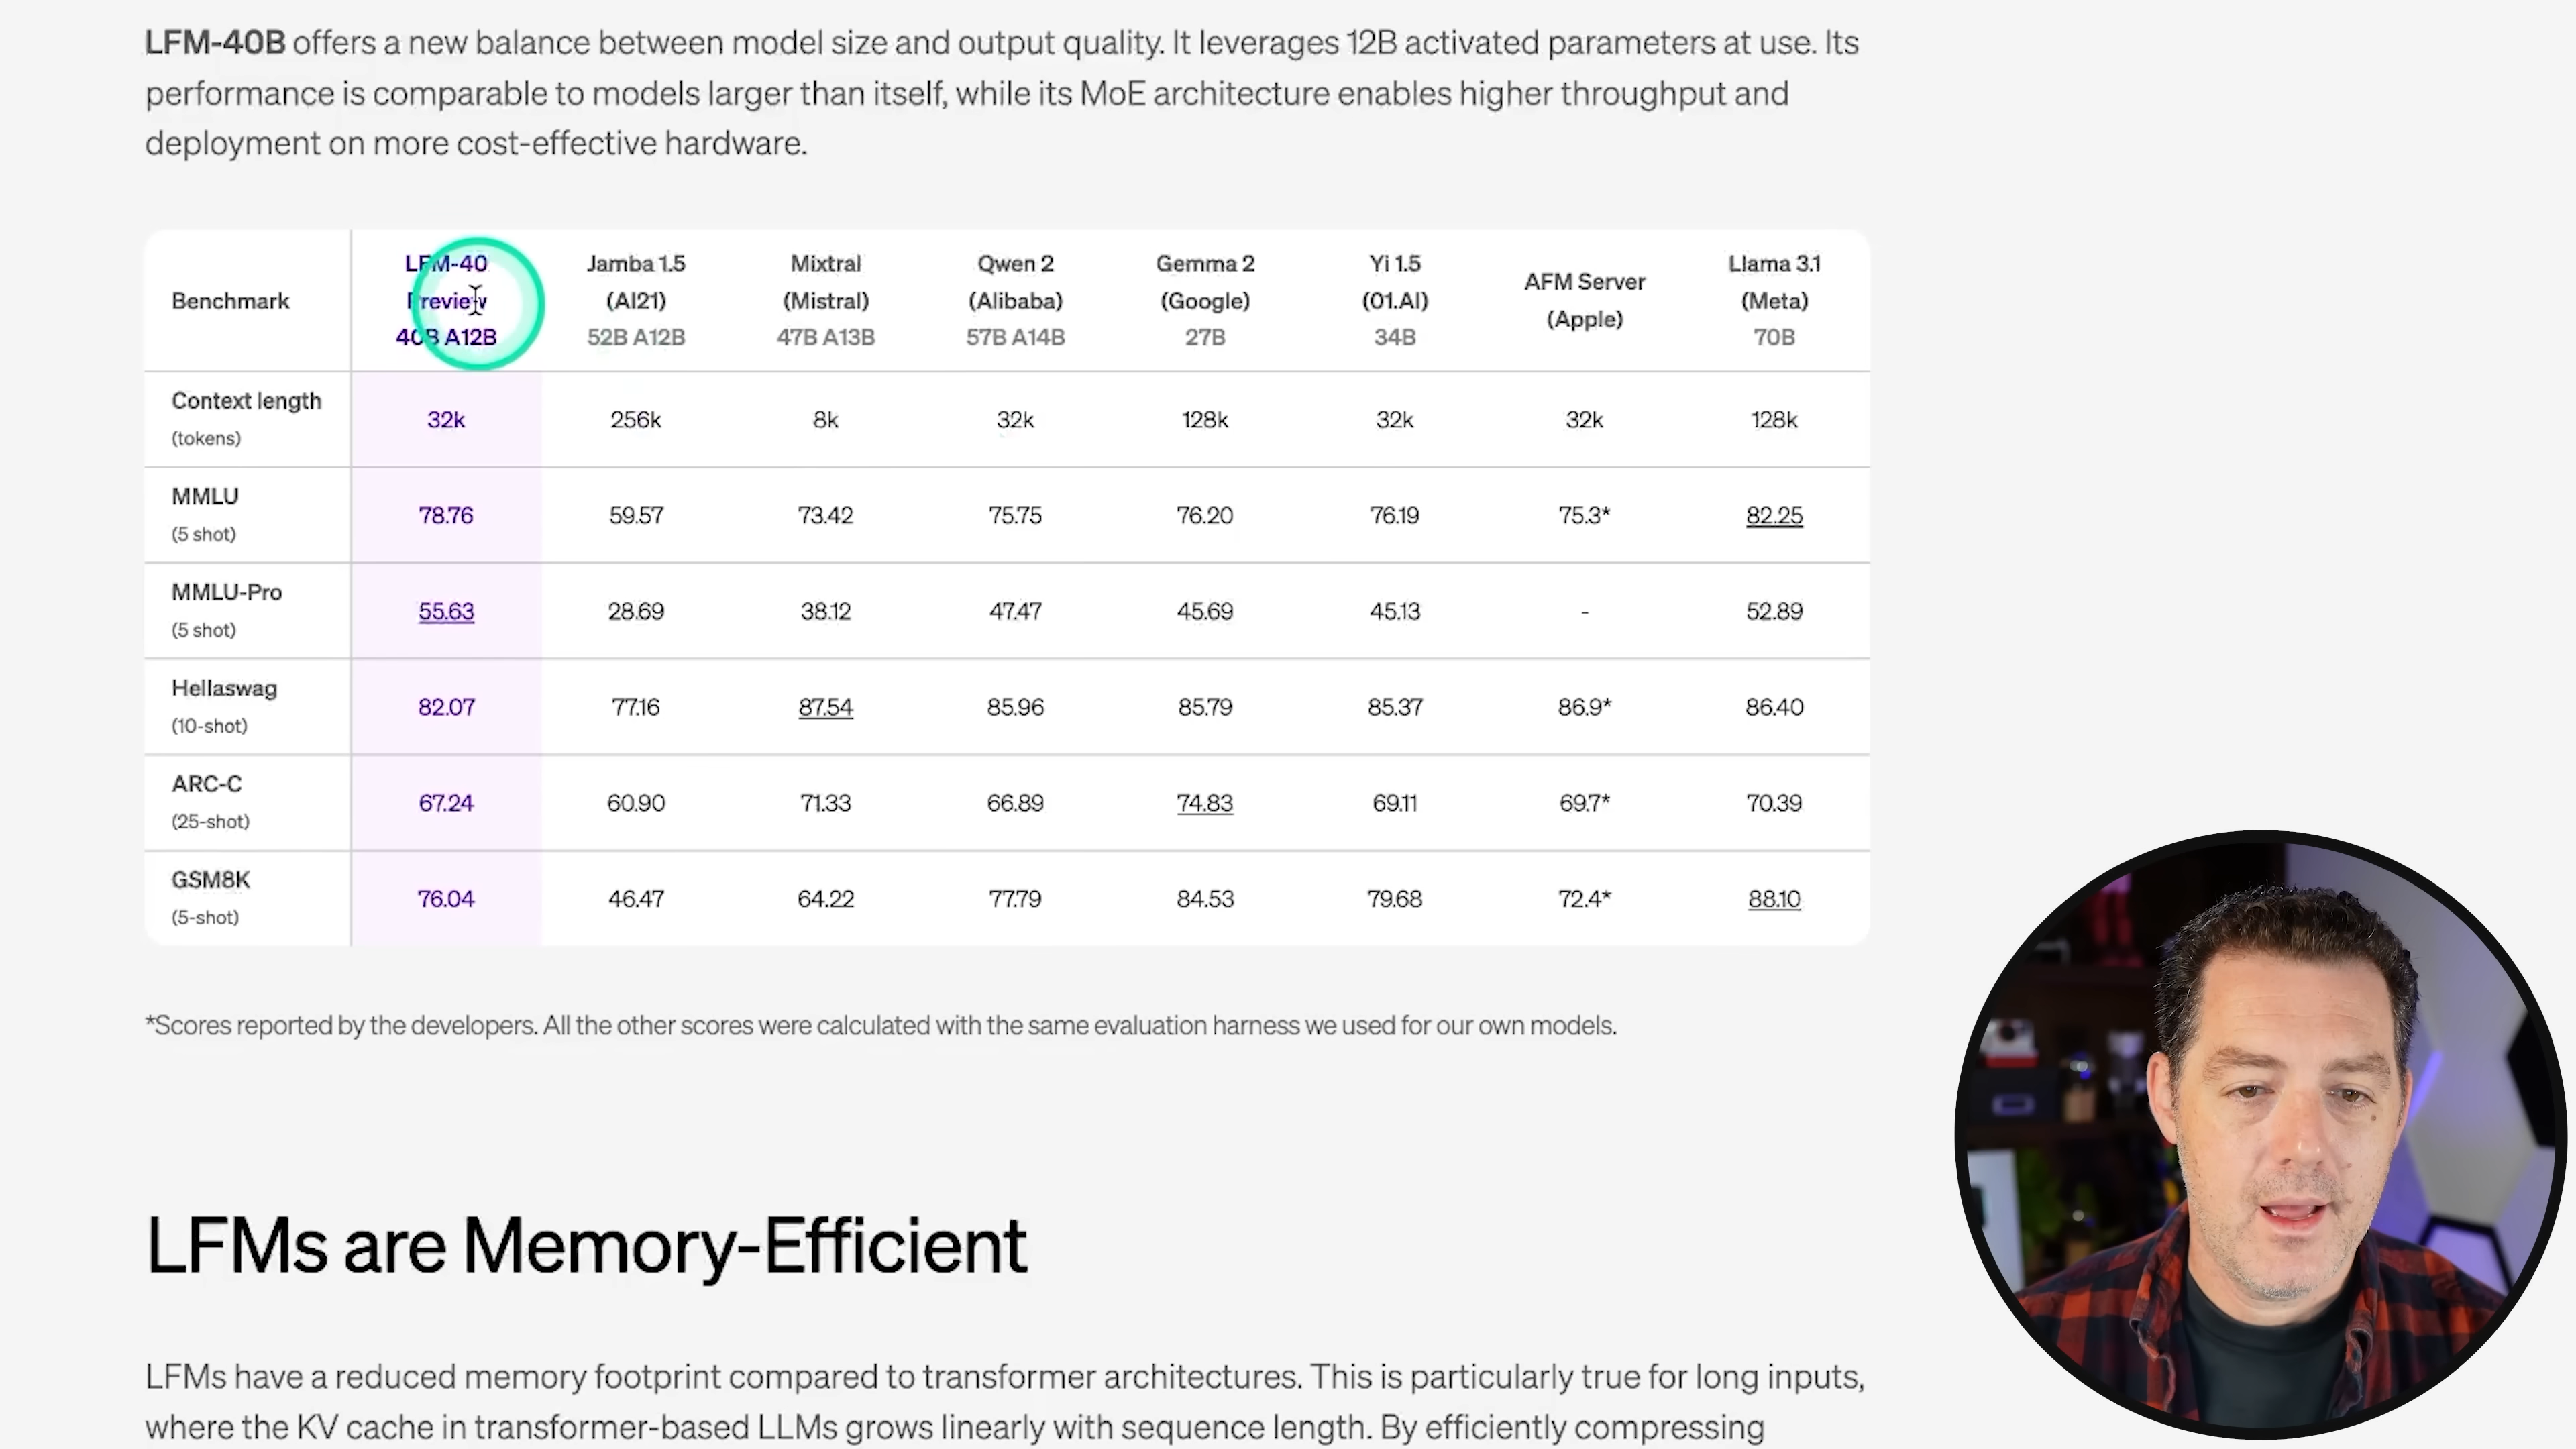 LFM-40B offers a new balance between model size and output quality. It leverages 12B activated parameters at use. Its
performance is comparable to models larger than itself, while its MoE architecture enables higher throughput and
deployment on more cost-effective hardware.
Benchmark
LFM-40
Preview
40B A12B
Jamba 1.5
(AI21)
52B A12B
Mixtral
(Mistral)
47B A13B
Qwen 2
(Alibaba)
57B A14B
Gemma 2
(Google)
27B
Yi 1.5
(01.AI)
34B
AFM Server
(Apple)
Llama 3.1
(Meta)
70B
Context length
(tokens)
32k 256k 8k 32k 128k 32k 32k 128k
MMLU
(5 shot)
78.76 59.57 73.42 75.75 76.20 76.19 75.3* 82.25
MMLU-Pro
(5 shot)
55.63 28.69 38.12 47.47 45.69 45.13 - 52.89
Hellaswag
(10-shot)
82.07 77.16 87.54 85.96 85.79 85.37 86.9* 86.40
ARC-C
(25-shot)
67.24 60.90 71.33 66.89 74.83 69.11 69.7* 70.39
GSM8K
(5-shot)
76.04 46.47 64.22 77.79 84.53 79.68 72.4* 88.10
*Scores reported by the developers. All the other scores were calculated with the same evaluation harness we used for our own models.
LFMs are Memory-Efficient
LFMs have a reduced memory footprint compared to transformer architectures. This is particularly true for long inputs,
where the KV cache in transformer-based LLMs grows linearly with sequence length. By efficiently compressing